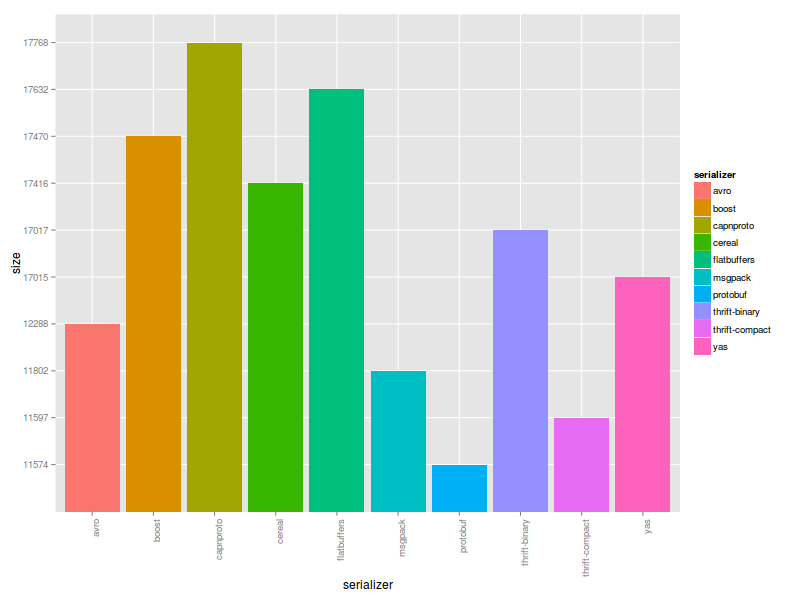 17768
17632
17470
17416
17017
17015
12288
11802
11597
11574
size
avro
boost
capnproto
cereal
flatbuffers
msgpack
protobuf
thrift-binary
thrift-compact
yas
serializer
serializer
avro
boost
capnproto
cereal
flatbuffers
msgpack
protobuf
thrift-binary
thrift-compact
yas